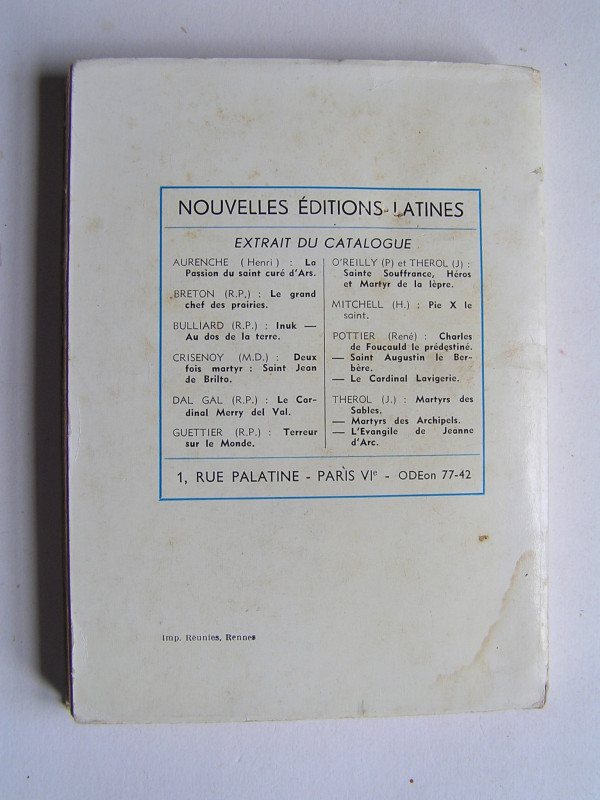 NOUVELLES ÉDITIONS LATINES
EXTRAIT DU CATALOGUE
AURENCHE (Henri) : La
Passion du saint curé d'Ars.
BRETON (R.P.) : Le grand
chef des prairies.
BULLIARD (R.P.) : Inuk —
Au dos de la terre.
CRISENOY (M.D.) : Deux
fois martyr : Saint Jean
de Brilto.
DAL GAL (R.P.) : Le Car-
dinal Merry del Val.
GUETTIER (R.P.) : Terreur
sur le Monde.
O'REILLY (P) et THEROL (J) :
Sainte Souffrance, Héros
et Martyr de la lèpre.
MITCHELL (H.) : Pie X le
saint.
POTTIER (René) : Charles
de Foucauld le prédestiné.
— Saint Augustin le Ber-
bère.
— Le Cardinal Lavigerie.
THEROL (J.) : Martyrs des
Sables.
— Martyrs des Archipels.
— L'Evangile de Jeanne
d'Arc.
1, RUE PALATINE - PARIS VIe - ODEon 77-42
Imp. Réunies, Rennes